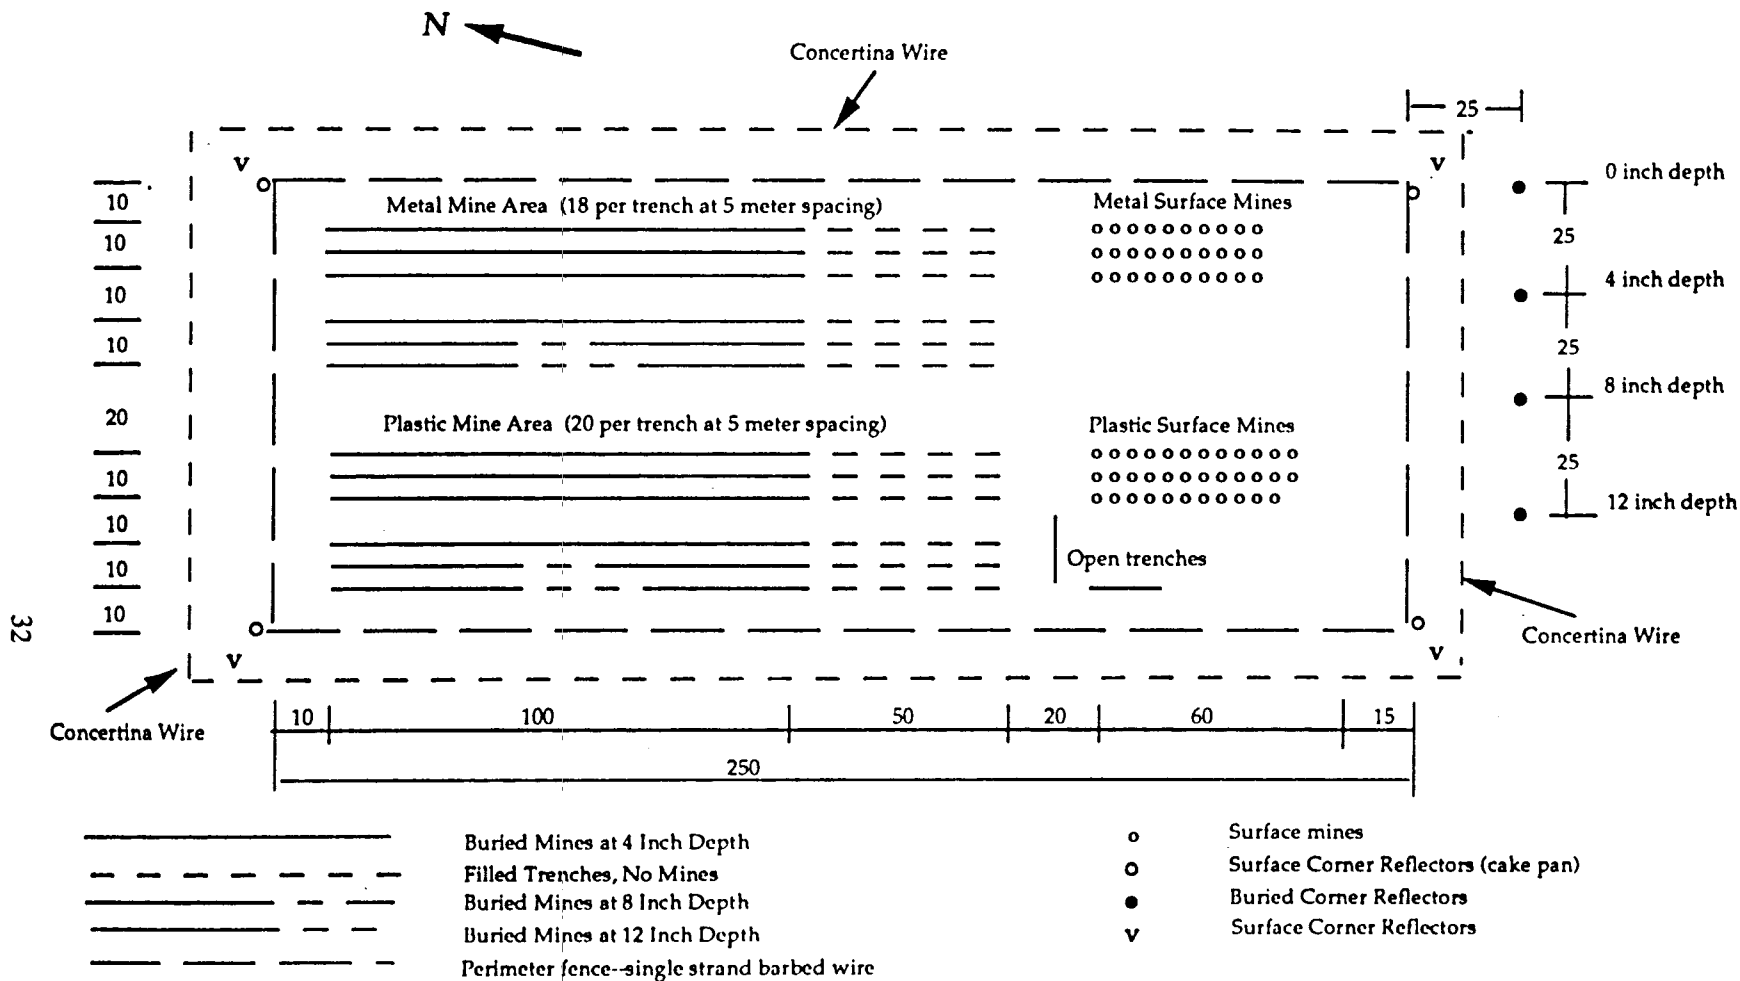 N
Concertina Wire
25
v
v
0 inch depth
10
Metal Mine Area (18 per trench at 5 meter spacing)
Metal Surface Mines
25
10
4 inch depth
10
25
10
8 inch depth
20
Plastic Mine Area (20 per trench at 5 meter spacing)
Plastic Surface Mines
25
10
12 inch depth
10
Open trenches
10
10
32
Concertina Wire
v
v
Concertina Wire
10
100
50
20
60
15
250
Buried Mines at 4 Inch Depth
Filled Trenches, No Mines
Buried Mines at 8 Inch Depth
Buried Mines at 12 Inch Depth
Perimeter fence--single strand barbed wire
Surface mines
Surface Corner Reflectors (cake pan)
Buried Corner Reflectors
v
Surface Corner Reflectors